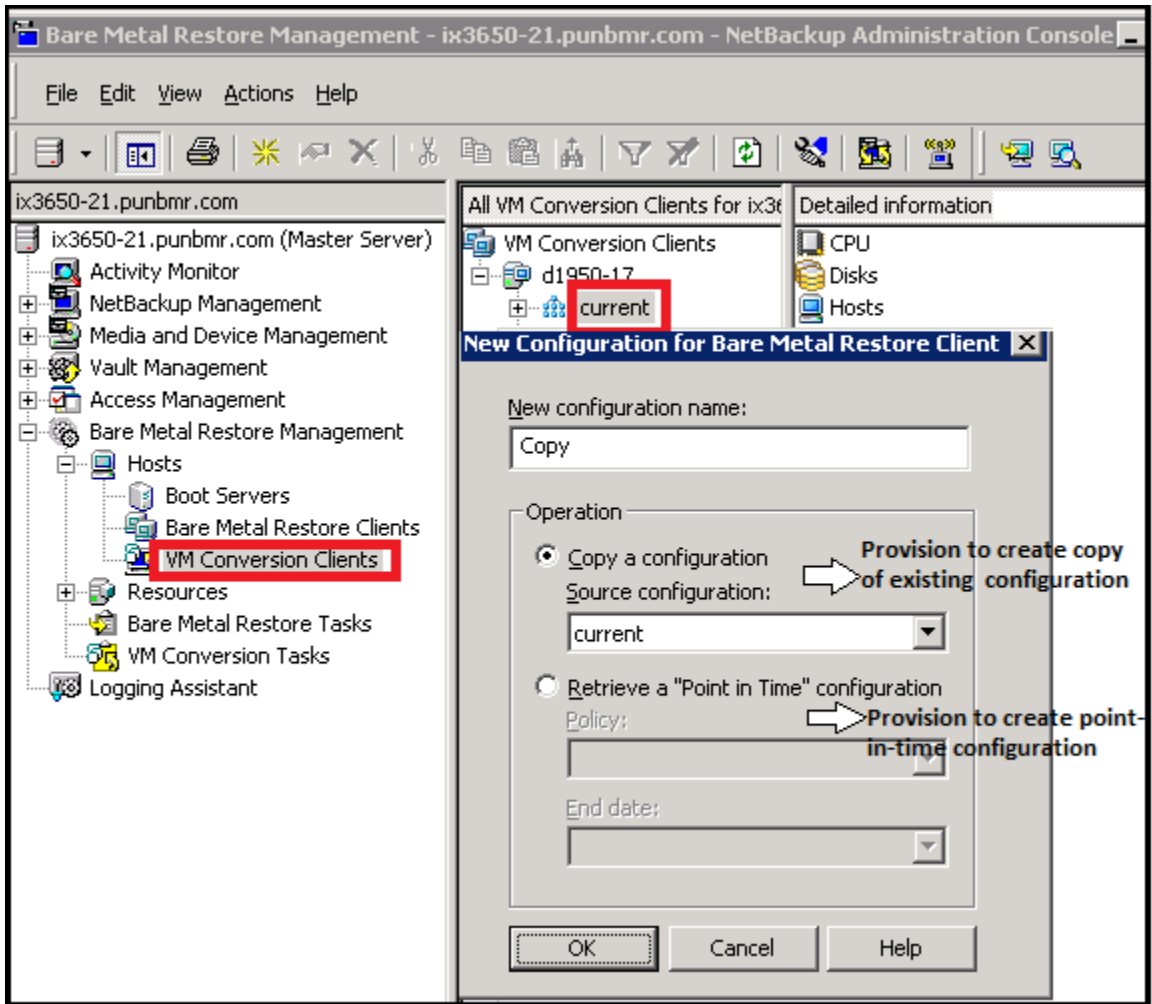 Bare Metal Restore Management - ix3650-21.punbmr.com - NetBackup Administration Console
File Edit View Actions Help
ix3650-21.punbmr.com
ix3650-21.punbmr.com (Master Server)
Activity Monitor
NetBackup Management
Media and Device Management
Vault Management
Access Management
Bare Metal Restore Management
Hosts
Boot Servers
Bare Metal Restore Clients
VM Conversion Clients
Resources
Bare Metal Restore Tasks
VM Conversion Tasks
Logging Assistant
All VM Conversion Clients for ix36
VM Conversion Clients
d1950-17
current
Detailed information
CPU
Disks
Hosts
New Configuration for Bare Metal Restore Client
New configuration name:
Copy
Operation
Copy a configuration
Source configuration:
current
Provision to create copy
of existing configuration
Retrieve a "Point in Time" configuration
Policy:
Provision to create point-
in-time configuration
End date:
OK Cancel Help